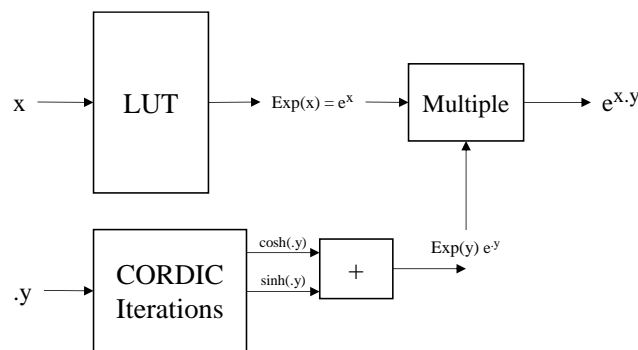 x
LUT
Exp(x) = e^x
Multiple
e^x.y
cosh(.y)
Exp(y) e^.y
.y
CORDIC
Iterations
sinh(.y)
+